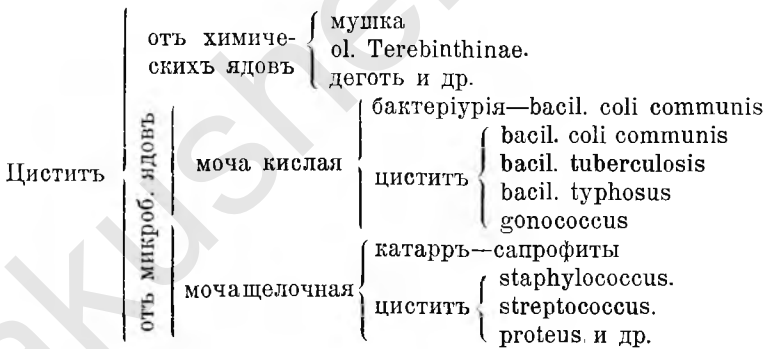 Циститъ
отъ химиче-
скихъ ядовъ
мушка
ol. Terebinthinae.
деготь и др.
отъ микроб. ядовъ
моча кислая
бактеріурія—bacil. coli communis
циститъ
bacil. coli communis
bacil. tuberculosis
bacil. typhosus
gonococcus
моча щелочная
катарръ—сапрофиты
циститъ
staphylococcus.
streptococcus.
proteus и др.